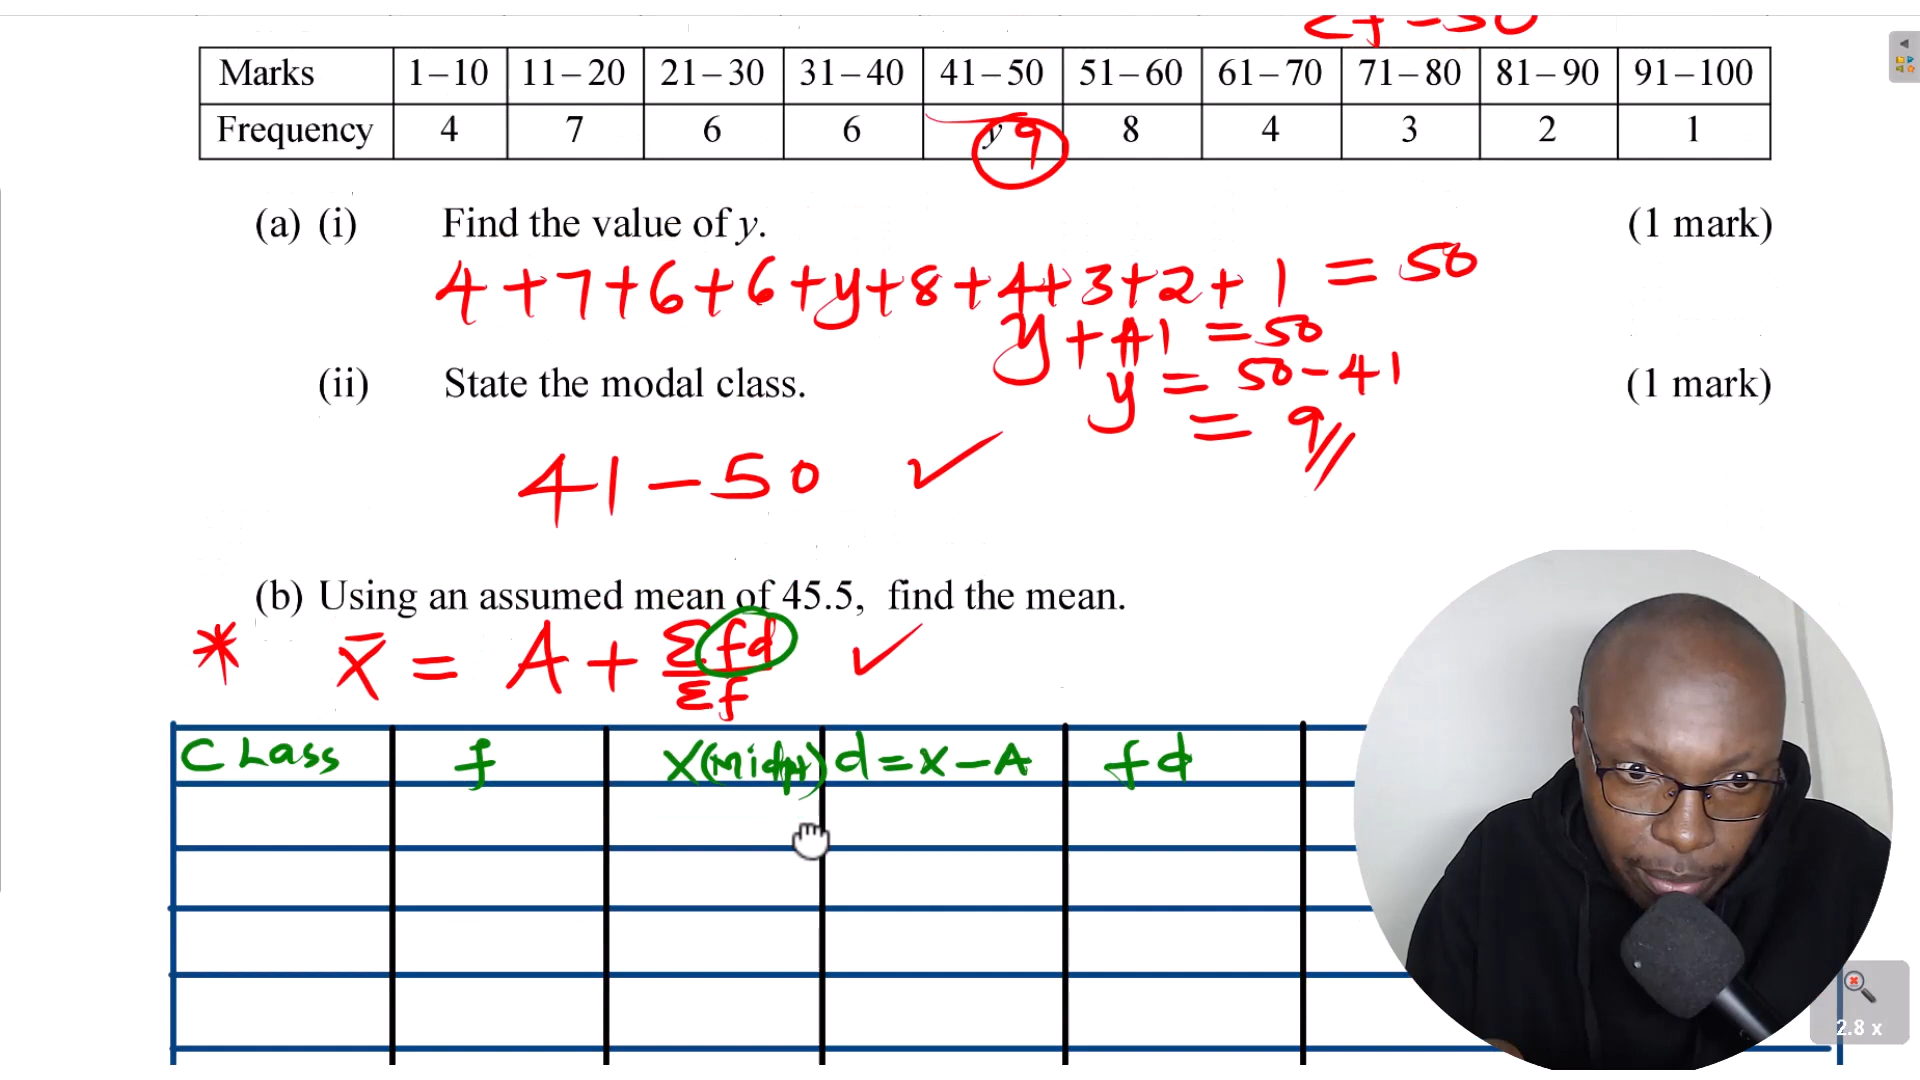 Σf = 50
Marks 1–10 11–20 21–30 31–40 41–50 51–60 61–70 71–80 81–90 91–100
Frequency 4 7 6 6 y 9 8 4 3 2 1
(a) (i) Find the value of y. (1 mark)
4+7+6+6+y+8+4+3+2+1 = 50
y + 41 = 50
(ii) State the modal class. (1 mark)
y = 50 - 41
= 9
41 - 50 ✓
(b) Using an assumed mean of 45.5, find the mean.
* x̄ = A + Σfd/Σf ✓
CLass f x(midpt) d = x - A fd
2.8 x